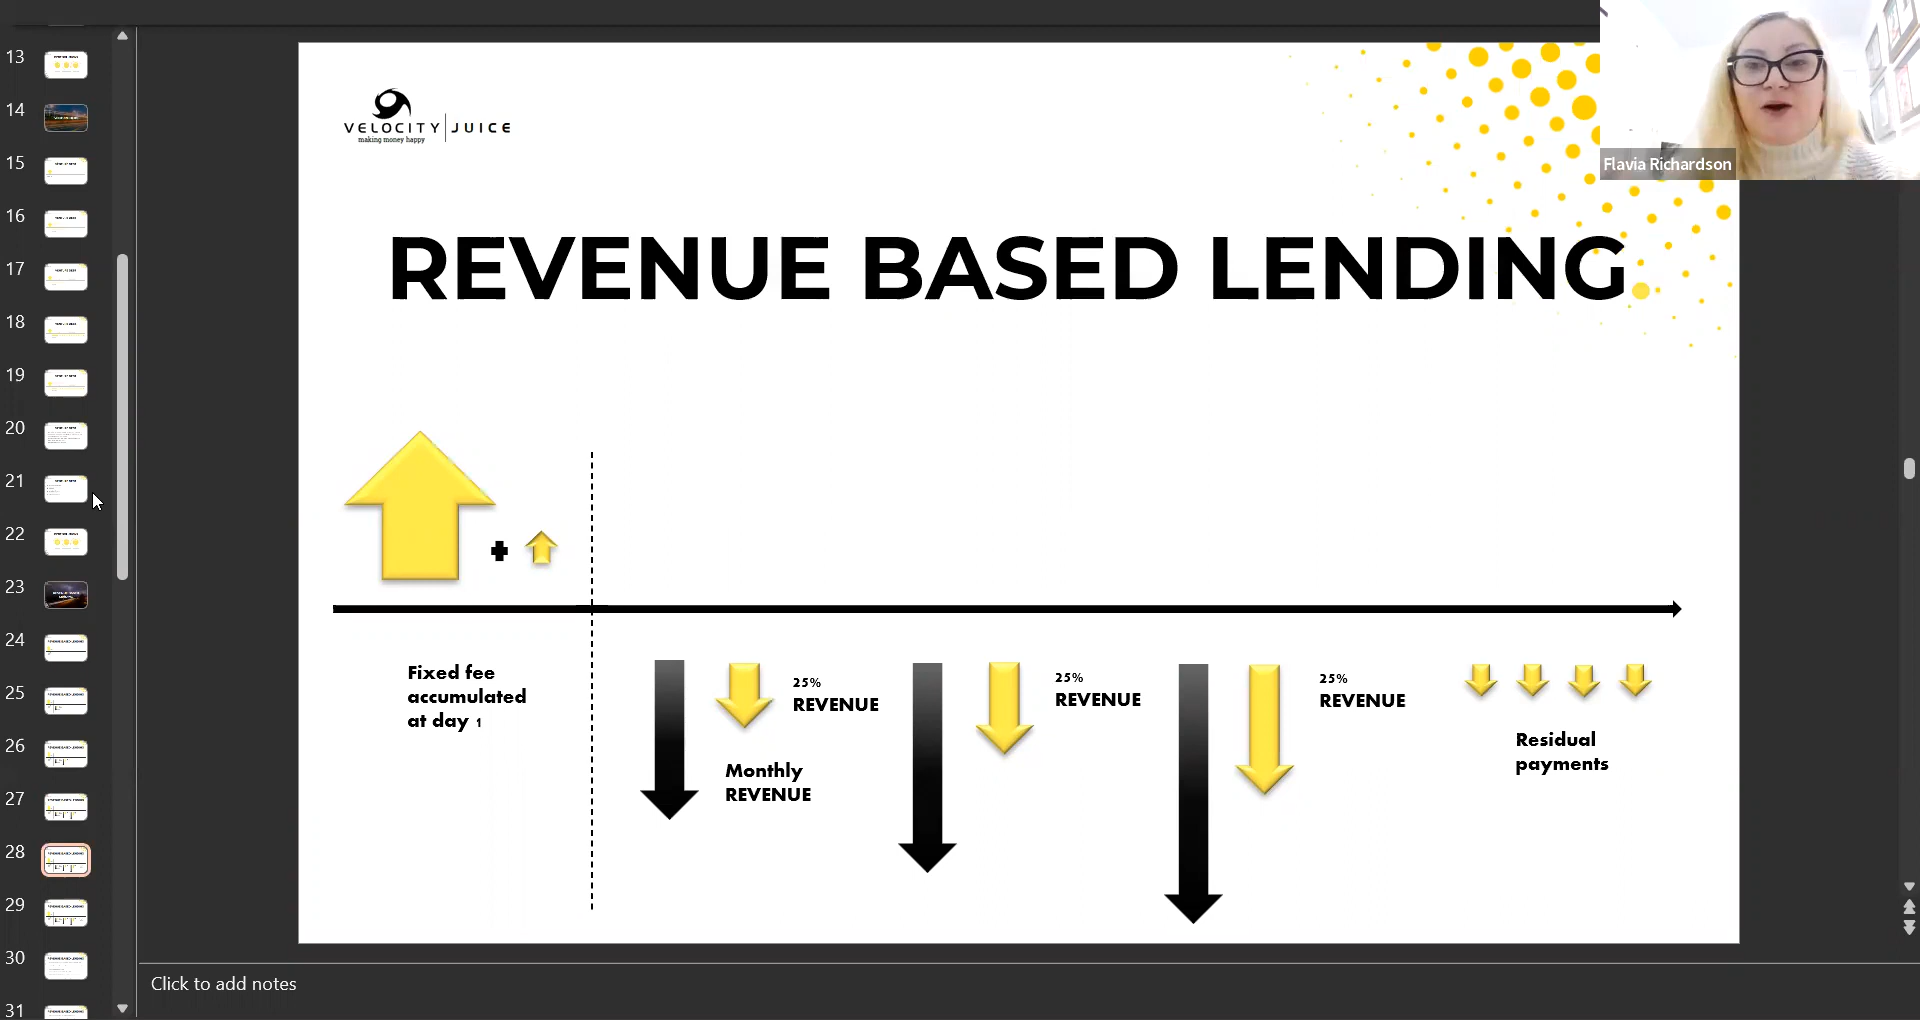 13
14
15
16
17
18
19
20
21
22
23
24
25
26
27
28
29
30
31
VELOCITY JUICE
making money happy
Flavia Richardson
REVENUE BASED LENDING
Fixed fee
accumulated
at day 1
25%
REVENUE
Monthly
REVENUE
25%
REVENUE
25%
REVENUE
Residual
payments
Click to add notes